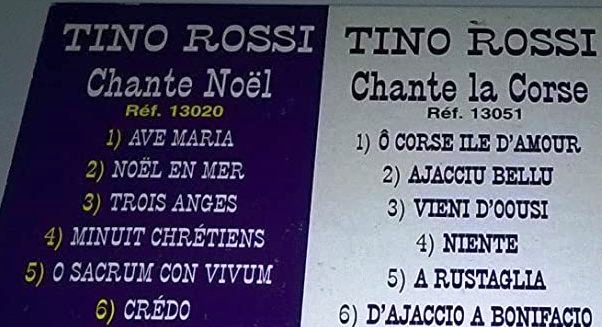 TINO ROSSI
Chante Noël
Réf. 13020
1) AVE MARIA
2) NOËL EN MER
3) TROIS ANGES
4) MINUIT CHRÉTIENS
5) O SACRUM CON VIVUM
6) CRÉDO
TINO ROSSI
Chante la Corse
Réf. 13051
1) Ô CORSE ILE D'AMOUR
2) AJACCIU BELLU
3) VIENI D'OOUSI
4) NIENTE
5) A RUSTAGLIA
6) D'AJACCIO A BONIFACIO